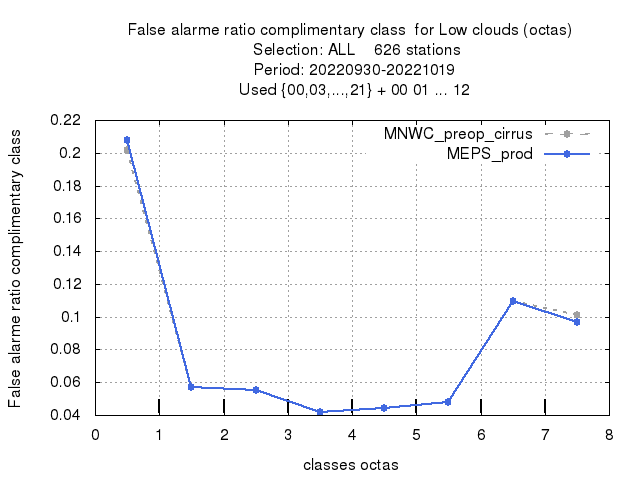 False alarme ratio complimentary class  for Low clouds (octas)
Selection: ALL    626 stations
Period: 20220930-20221019
Used {00,03,...,21} + 00 01 ... 12
MNWC_preop_cirrus
MEPS_prod
False alarme ratio complimentary class
0.22
0.2
0.18
0.16
0.14
0.12
0.1
0.08
0.06
0.04
0 1 2 3 4 5 6 7 8
classes octas